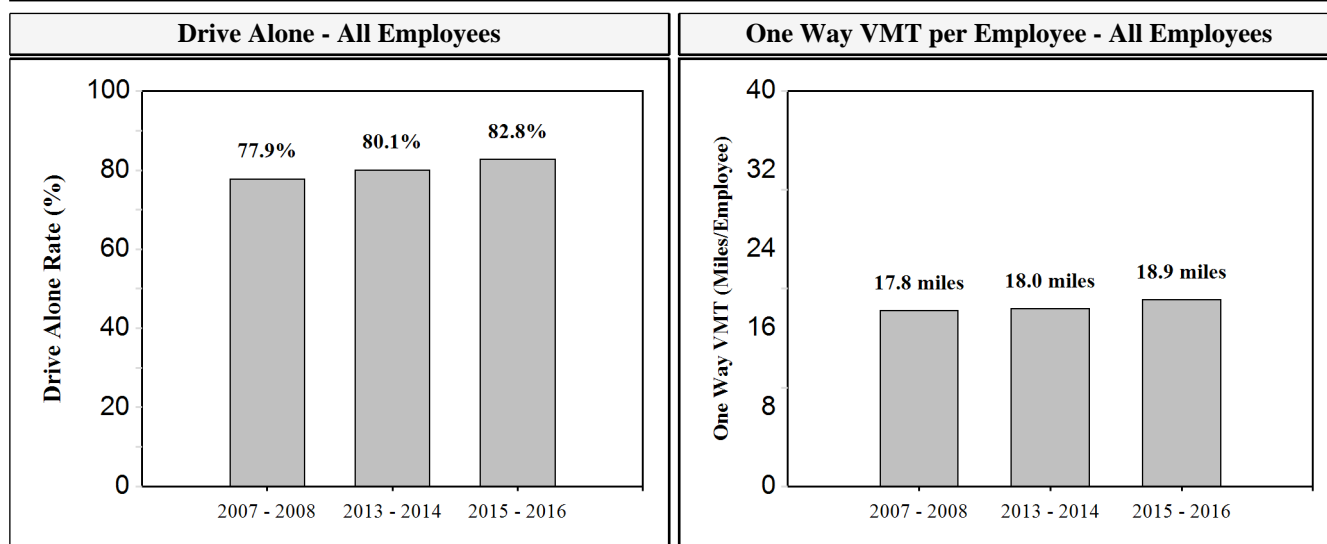 Drive Alone - All Employees
One Way VMT per Employee - All Employees
Drive Alone Rate (%)
100
80
60
40
20
0
77.9%
80.1%
82.8%
2007 - 2008
2013 - 2014
2015 - 2016
One Way VMT (Miles/Employee)
40
32
24
16
8
0
17.8 miles
18.0 miles
18.9 miles
2007 - 2008
2013 - 2014
2015 - 2016